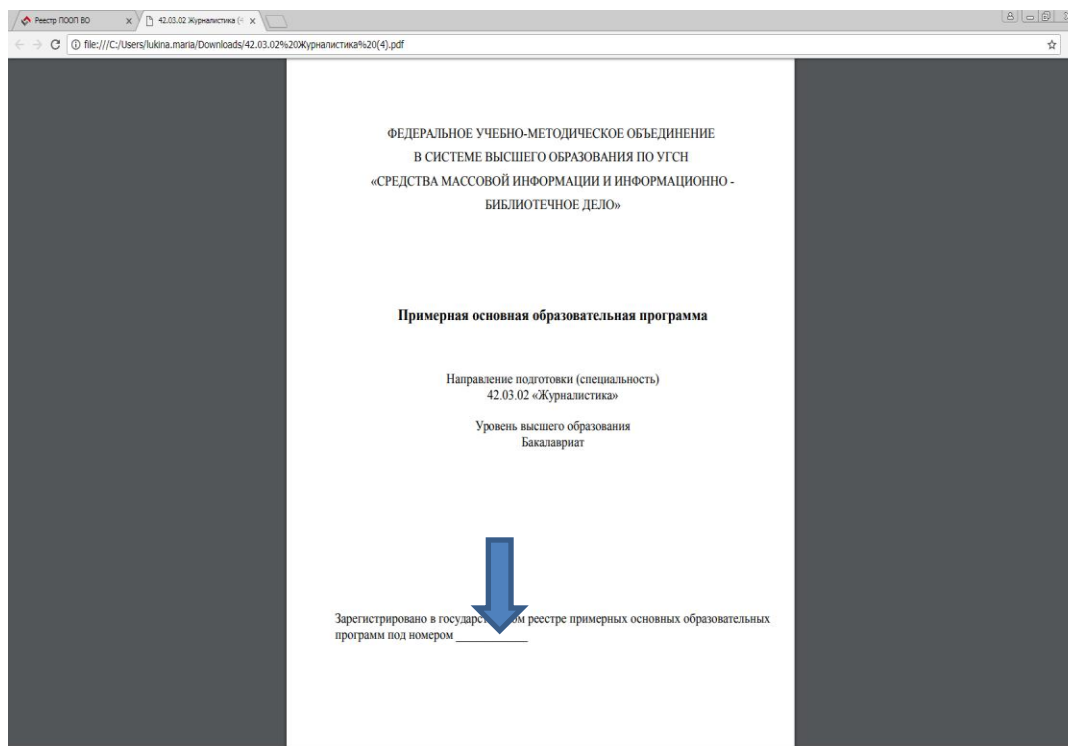 Реестр ПООП ВО
42.03.02 Журналистика (
file:///C:/Users/lukina.maria/Downloads/42.03.02%20Журналистика%20(4).pdf
ФЕДЕРАЛЬНОЕ УЧЕБНО-МЕТОДИЧЕСКОЕ ОБЪЕДИНЕНИЕ
В СИСТЕМЕ ВЫСШЕГО ОБРАЗОВАНИЯ ПО УГСН
«СРЕДСТВА МАССОВОЙ ИНФОРМАЦИИ И ИНФОРМАЦИОННО -
БИБЛИОТЕЧНОЕ ДЕЛО»
Примерная основная образовательная программа
Направление подготовки (специальность)
42.03.02 «Журналистика»
Уровень высшего образования
Бакалавриат
Зарегистрировано в реестре примерных основных образовательных
программ под номером ____________